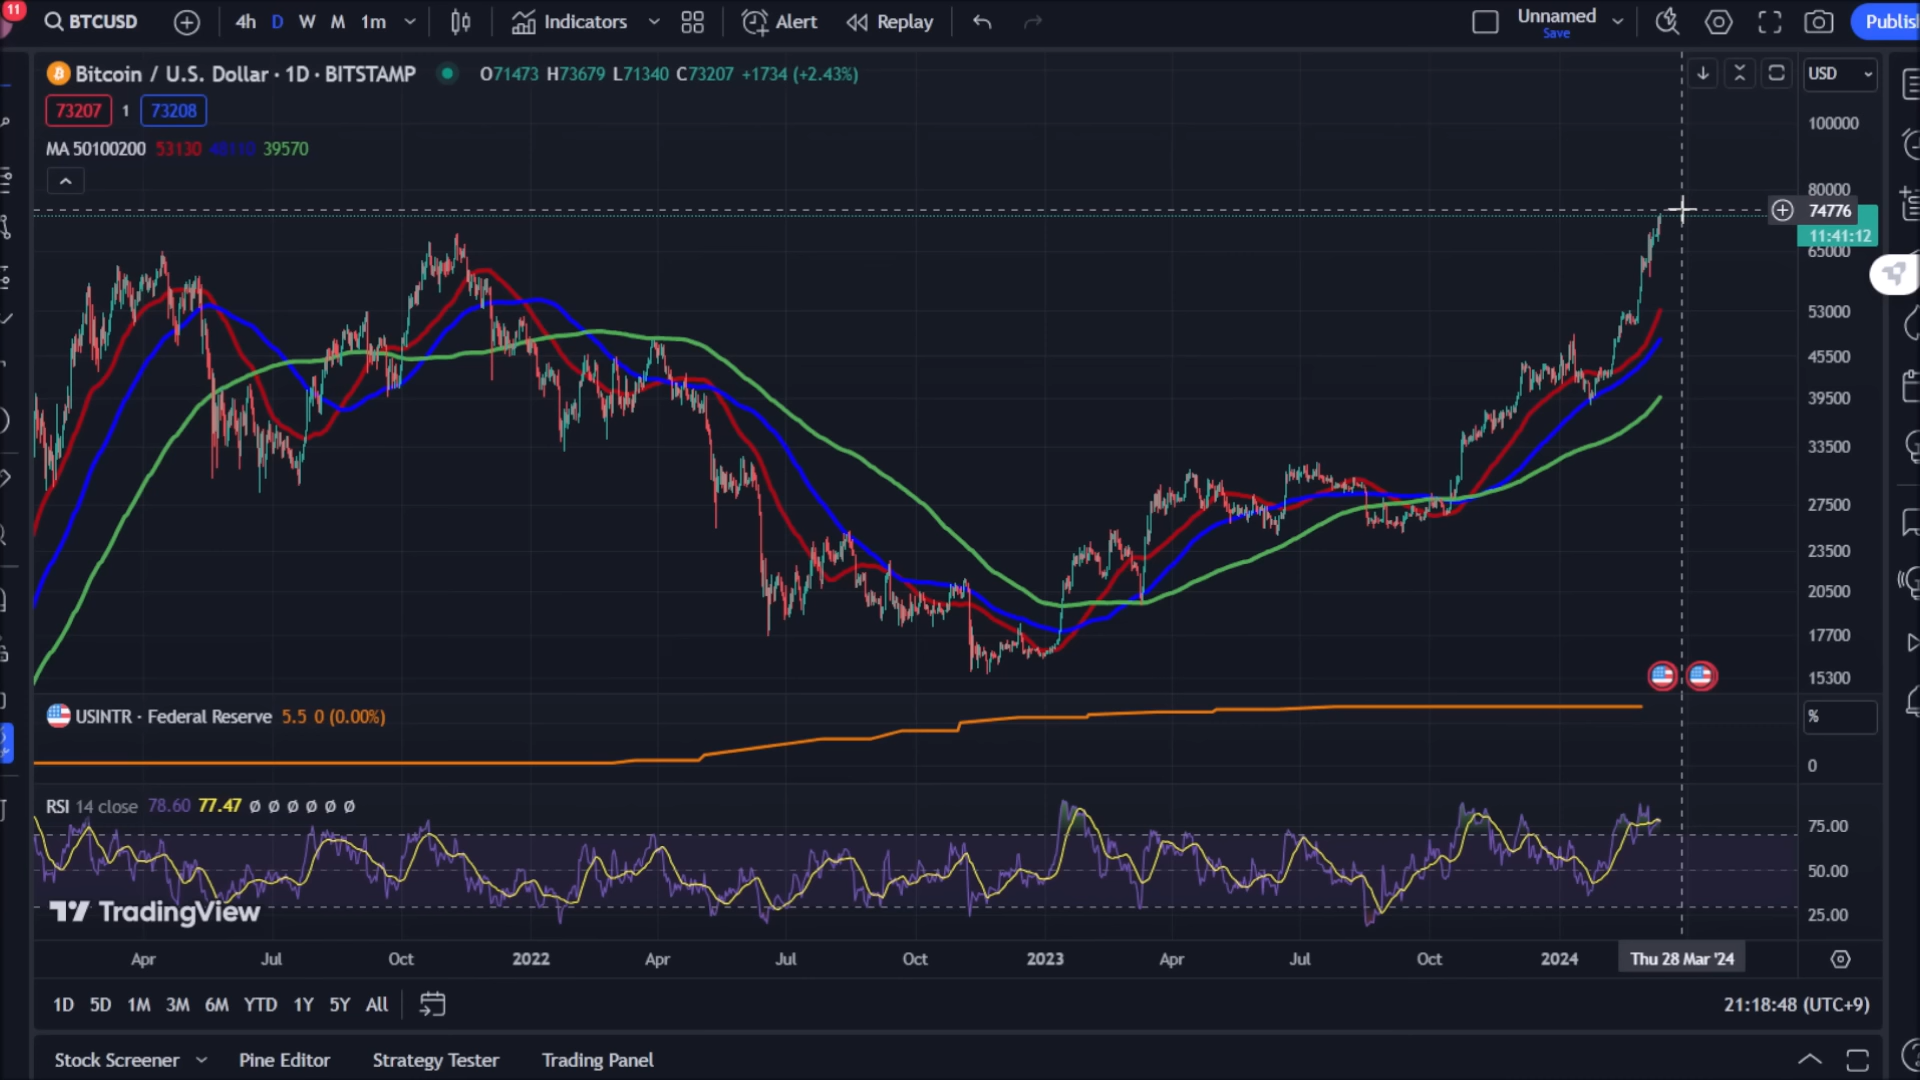 11
BTCUSD 4h D W M 1m Indicators Alert Replay Unnamed Publis
Save
Bitcoin / U.S. Dollar · 1D · BITSTAMP O71473 H73679 L71340 C73207 +1734 (+2.43%) USD
73207 1 73208
MA 50100200 53130 48110 39570
100000
80000
74776
11:41:12
65000
53000
45500
39500
33500
27500
23500
20500
17700
15300
USINTR · Federal Reserve 5.5 0 (0.00%) %
0
RSI 14 close 78.60 77.47 ∅ ∅ ∅ ∅ ∅ ∅
75.00
50.00
25.00
TradingView
Apr Jul Oct 2022 Apr Jul Oct 2023 Apr Jul Oct 2024 Thu 28 Mar '24
1D 5D 1M 3M 6M YTD 1Y 5Y All 21:18:48 (UTC+9)
Stock Screener Pine Editor Strategy Tester Trading Panel